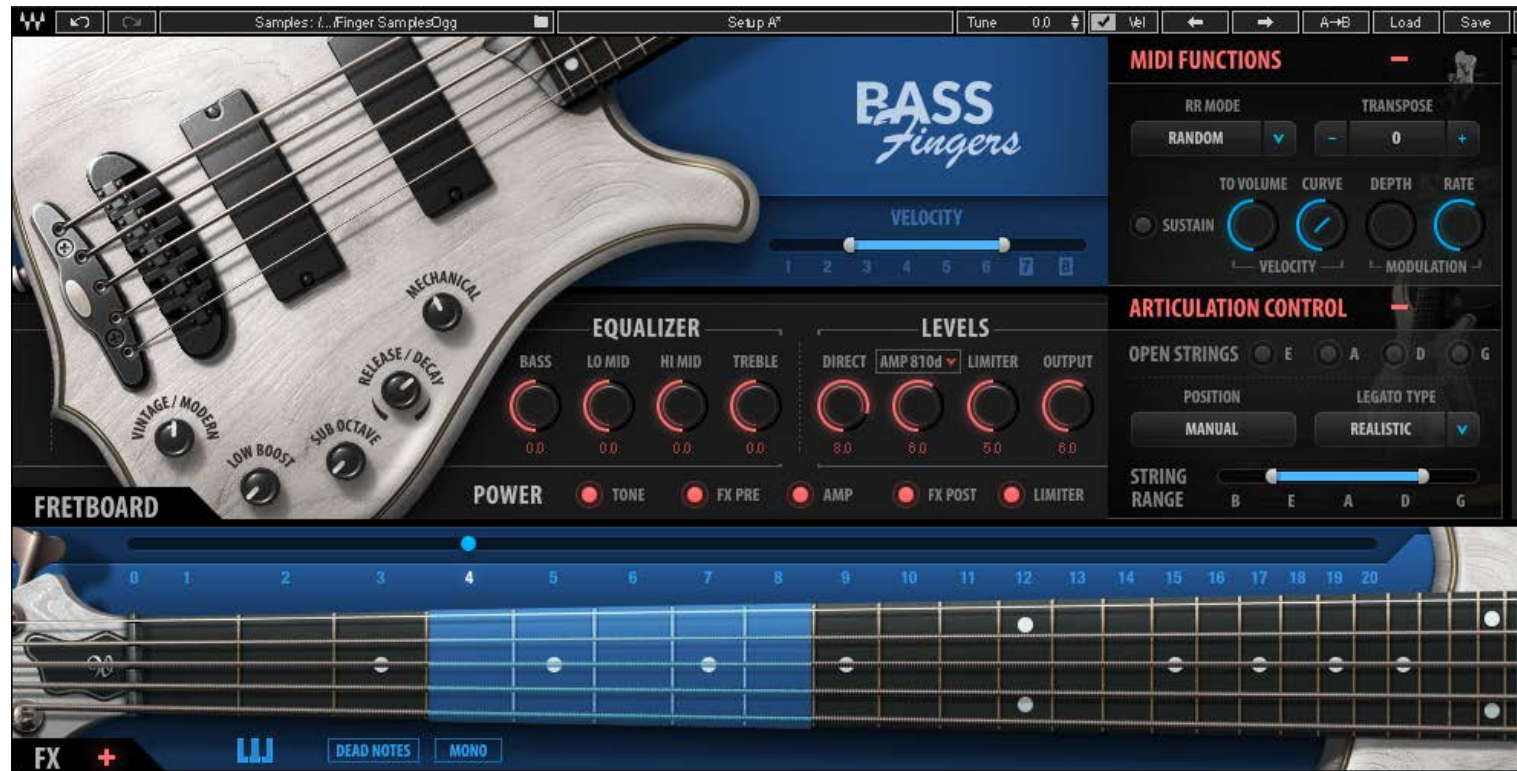 Samples: /.../Finger SamplesOgg
Setup A*
Tune 0.0
Vel
A→B
Load
Save
BASS
Fingers
VELOCITY
1 2 3 4 5 6 7 8
MECHANICAL
RELEASE / DECAY
VINTAGE / MODERN
SUB OCTAVE
LOW BOOST
EQUALIZER
BASS LO MID HI MID TREBLE
0.0 0.0 0.0 0.0
LEVELS
DIRECT AMP 810d LIMITER OUTPUT
8.0 6.0 5.0 6.0
POWER TONE FX PRE AMP FX POST LIMITER
MIDI FUNCTIONS
RR MODE TRANSPOSE
RANDOM - 0 +
TO VOLUME CURVE DEPTH RATE
SUSTAIN
VELOCITY MODULATION
ARTICULATION CONTROL
OPEN STRINGS E A D G
POSITION LEGATO TYPE
MANUAL REALISTIC
STRING
RANGE B E A D G
FRETBOARD
0 1 2 3 4 5 6 7 8 9 10 11 12 13 14 15 16 17 18 19 20
FX +
DEAD NOTES MONO